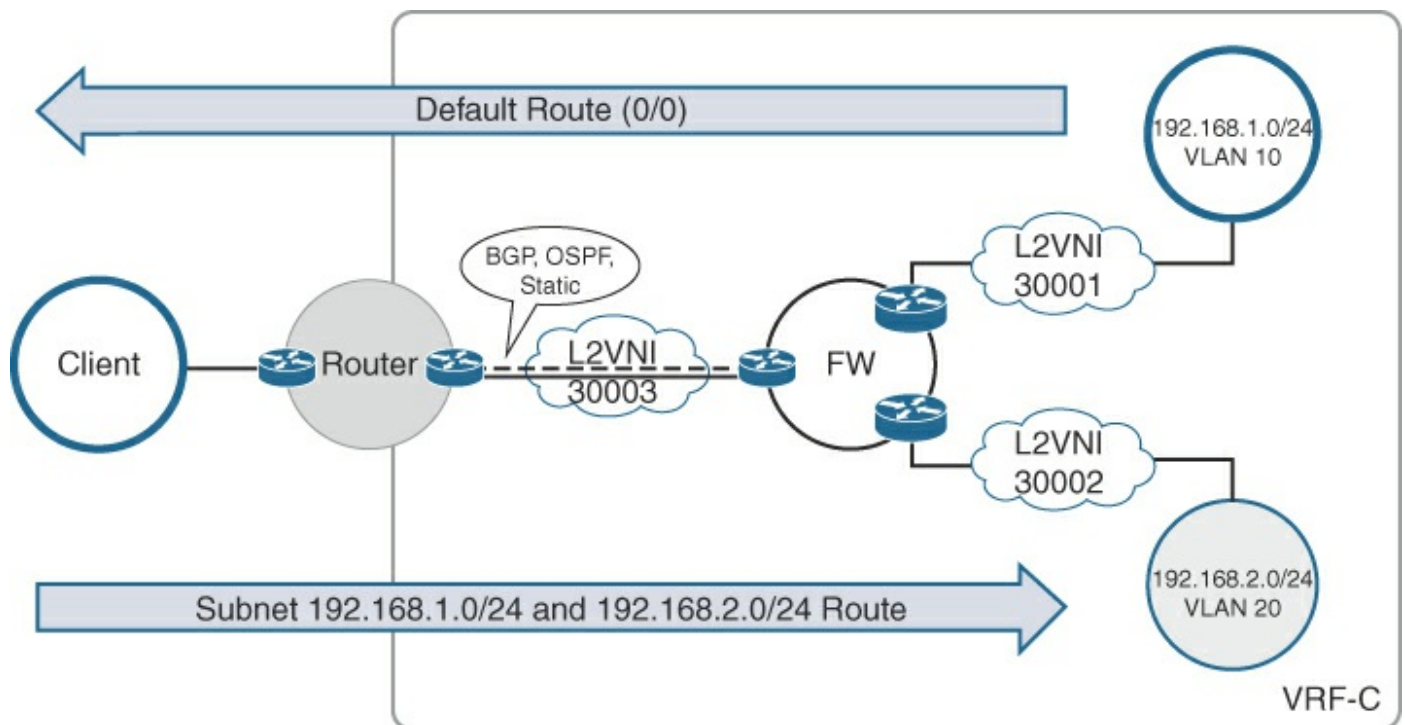 Default Route (0/0)
192.168.1.0/24
VLAN 10
BGP, OSPF,
Static
L2VNI
30001
Client
Router
L2VNI
30003
FW
L2VNI
30002
192.168.2.0/24
VLAN 20
Subnet 192.168.1.0/24 and 192.168.2.0/24 Route
VRF-C